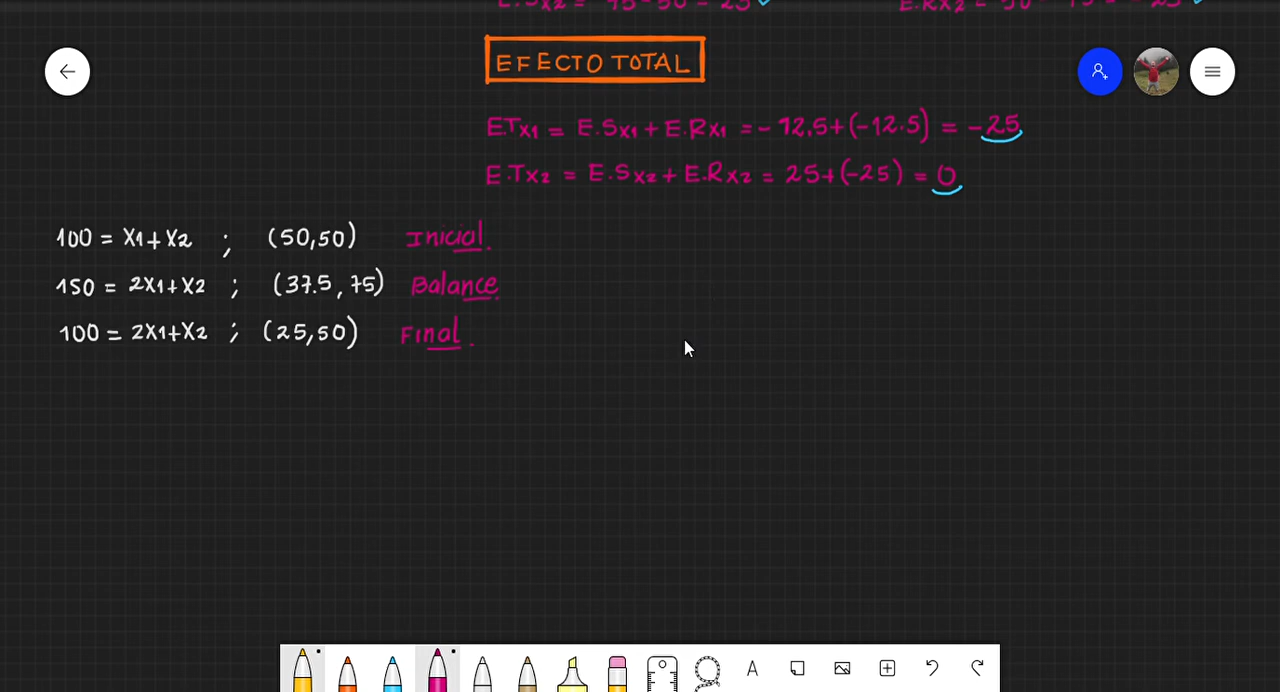 EFECTO TOTAL
E.Tx1 = E.Sx1 + E.Rx1 = -12.5+(-12.5) = -25
E.Tx2 = E.Sx2 + E.Rx2 = 25+(-25) = 0
100 = x1+x2 ; (50,50) Inicial.
150 = 2x1+x2 ; (37.5, 75) Balance.
100 = 2x1+x2 ; (25,50) Final.
A